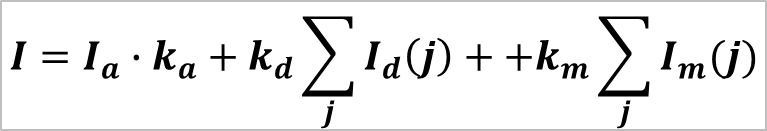 I = I_a · k_a + k_d ∑_j I_d(j) + +k_m ∑_j I_m(j)